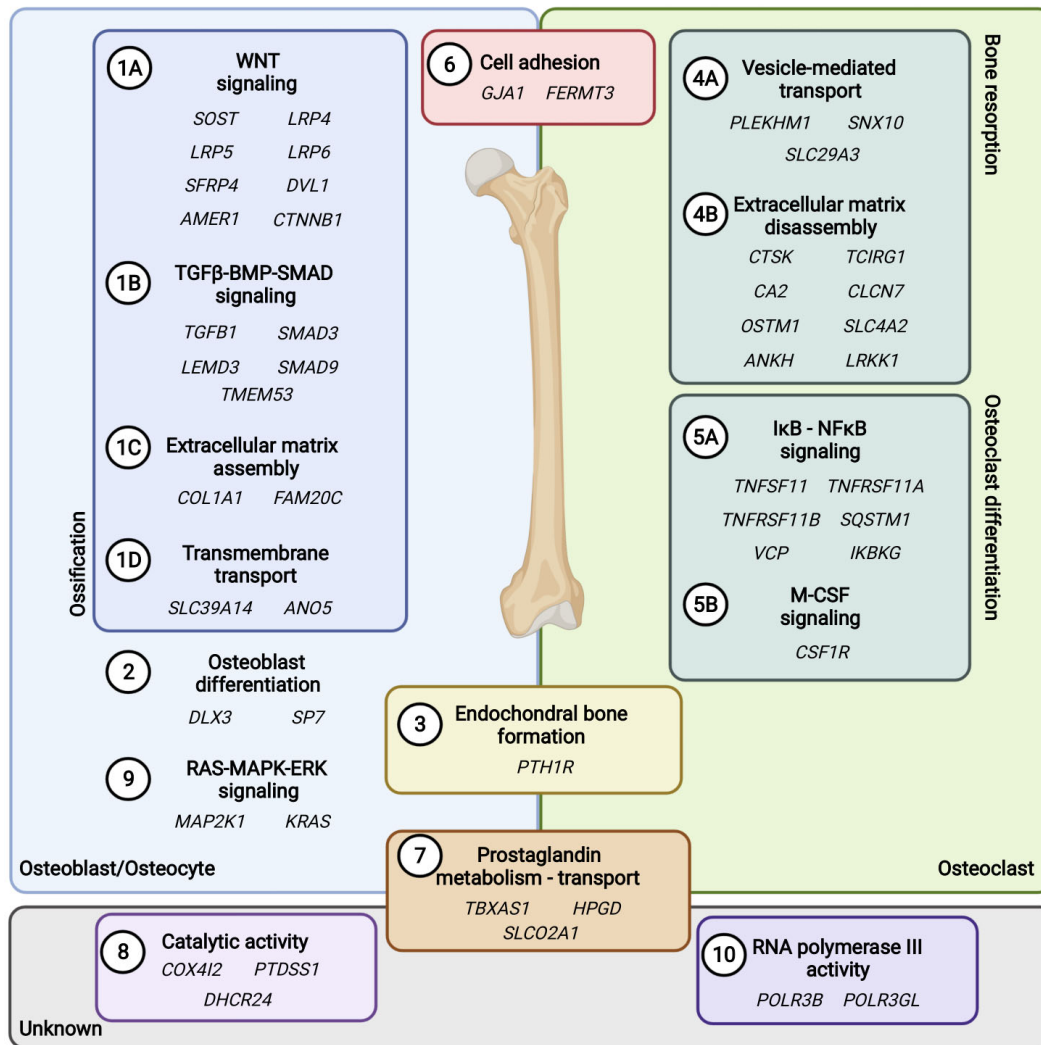 1A
WNT
signaling
SOST LRP4
LRP5 LRP6
SFRP4 DVL1
AMER1 CTNNB1
1B
TGFβ-BMP-SMAD
signaling
TGFB1 SMAD3
LEMD3 SMAD9
TMEM53
1C
Extracellular matrix
assembly
COL1A1 FAM20C
1D
Transmembrane
transport
SLC39A14 ANO5
Ossification
2
Osteoblast
differentiation
DLX3 SP7
9
RAS-MAPK-ERK
signaling
MAP2K1 KRAS
Osteoblast/Osteocyte
6
Cell adhesion
GJA1 FERMT3
3
Endochondral bone
formation
PTH1R
7
Prostaglandin
metabolism - transport
TBXAS1 HPGD
SLCO2A1
4A
Vesicle-mediated
transport
PLEKHM1 SNX10
SLC29A3
4B
Extracellular matrix
disassembly
CTSK TCIRG1
CA2 CLCN7
OSTM1 SLC4A2
ANKH LRKK1
Bone resorption
5A
IκB - NFκB
signaling
TNFSF11 TNFRSF11A
TNFRSF11B SQSTM1
VCP IKBKG
5B
M-CSF
signaling
CSF1R
Osteoclast differentiation
Osteoclast
8
Catalytic activity
COX4I2 PTDSS1
DHCR24
10
RNA polymerase III
activity
POLR3B POLR3GL
Unknown